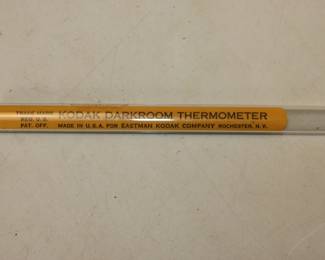 TRADE MARK
REG. U.S.
PAT. OFF.
KODAK DARKROOM THERMOMETER
MADE IN U.S.A. FOR EASTMAN KODAK COMPANY ROCHESTER, N.Y.